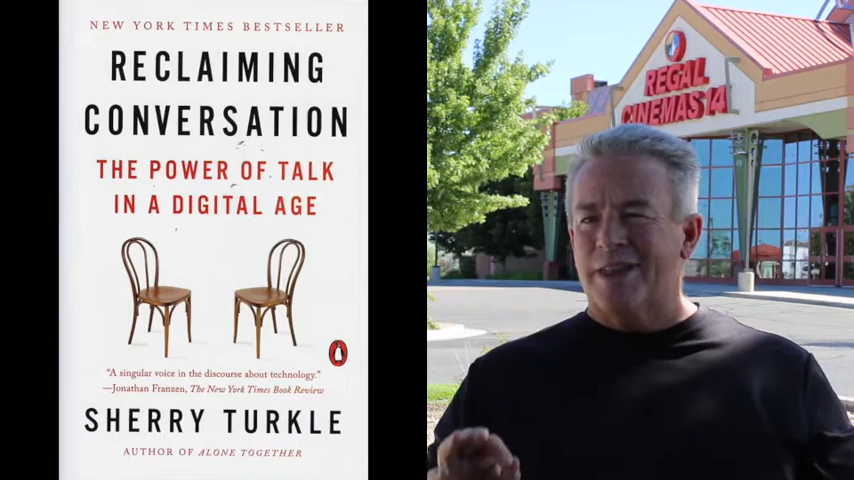 NEW YORK TIMES BESTSELLER
RECLAIMING
CONVERSATION
THE POWER OF TALK
IN A DIGITAL AGE
"A singular voice in the discourse about technology."
—Jonathan Franzen, The New York Times Book Review
SHERRY TURKLE
AUTHOR OF ALONE TOGETHER
REGAL
CINEMAS 14